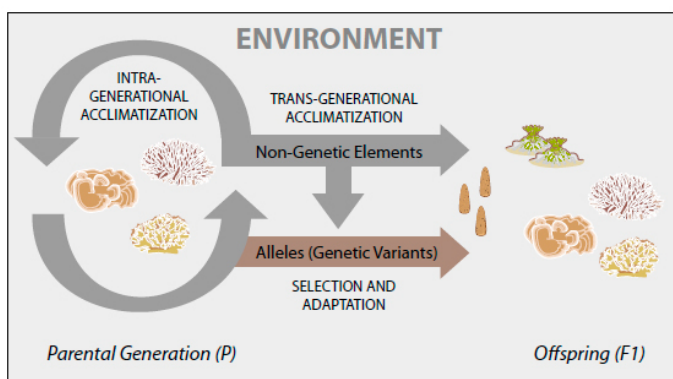 ENVIRONMENT
INTRA-
GENERATIONAL
ACCLIMATIZATION
TRANS-GENERATIONAL
ACCLIMATIZATION
Non-Genetic Elements
Alleles (Genetic Variants)
SELECTION AND
ADAPTATION
Parental Generation (P)
Offspring (F1)